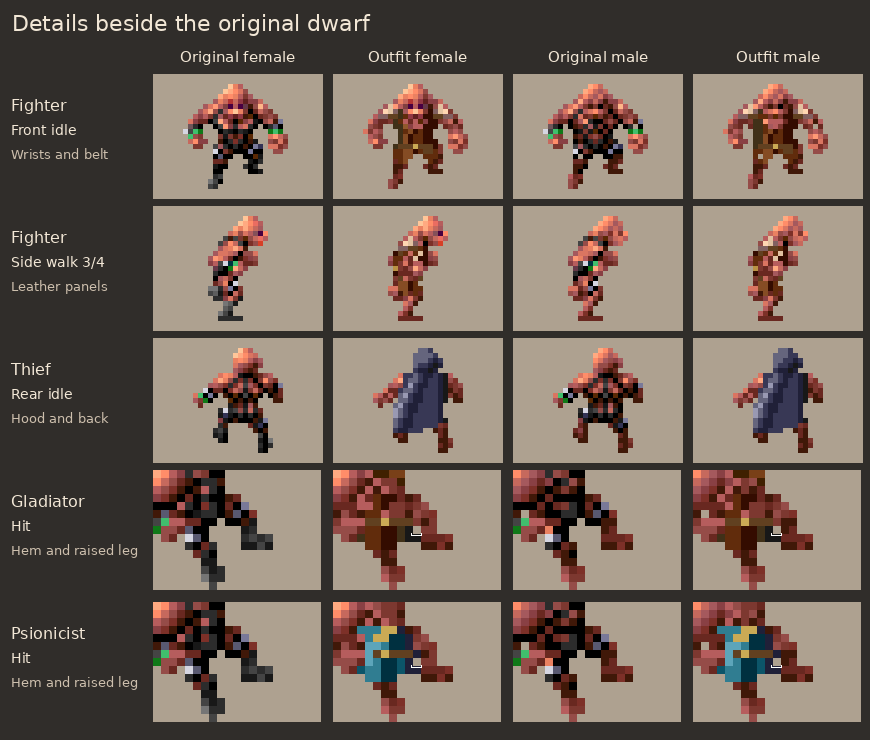 Details beside the original dwarf
Original female
Outfit female
Original male
Outfit male
Fighter
Front idle
Wrists and belt
Fighter
Side walk 3/4
Leather panels
Thief
Rear idle
Hood and back
Gladiator
Hit
Hem and raised leg
Psionicist
Hit
Hem and raised leg